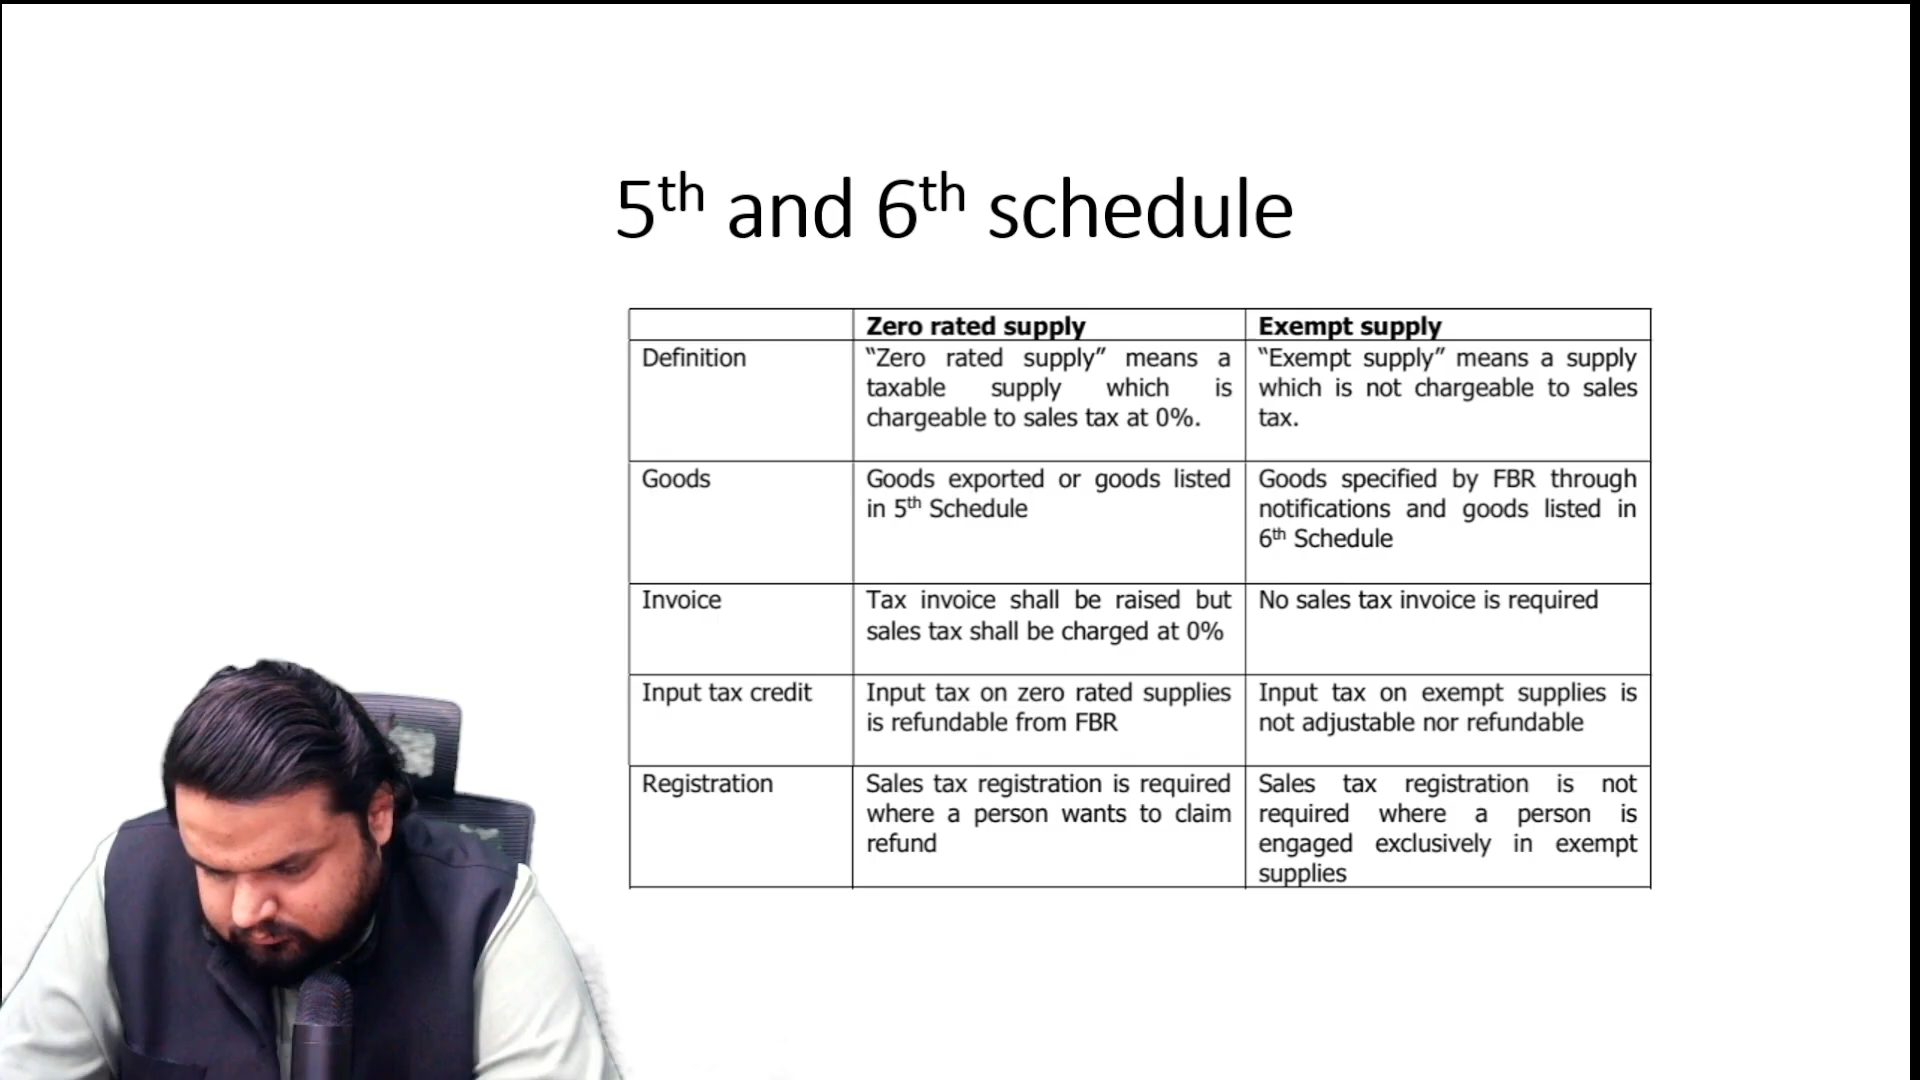 5th and 6th schedule
Zero rated supply
Exempt supply
Definition
“Zero rated supply” means a
taxable supply which is
chargeable to sales tax at 0%.
“Exempt supply” means a supply
which is not chargeable to sales
tax.
Goods
Goods exported or goods listed
in 5th Schedule
Goods specified by FBR through
notifications and goods listed in
6th Schedule
Invoice
Tax invoice shall be raised but
sales tax shall be charged at 0%
No sales tax invoice is required
Input tax credit
Input tax on zero rated supplies
is refundable from FBR
Input tax on exempt supplies is
not adjustable nor refundable
Registration
Sales tax registration is required
where a person wants to claim
refund
Sales tax registration is not
required where a person is
engaged exclusively in exempt
supplies